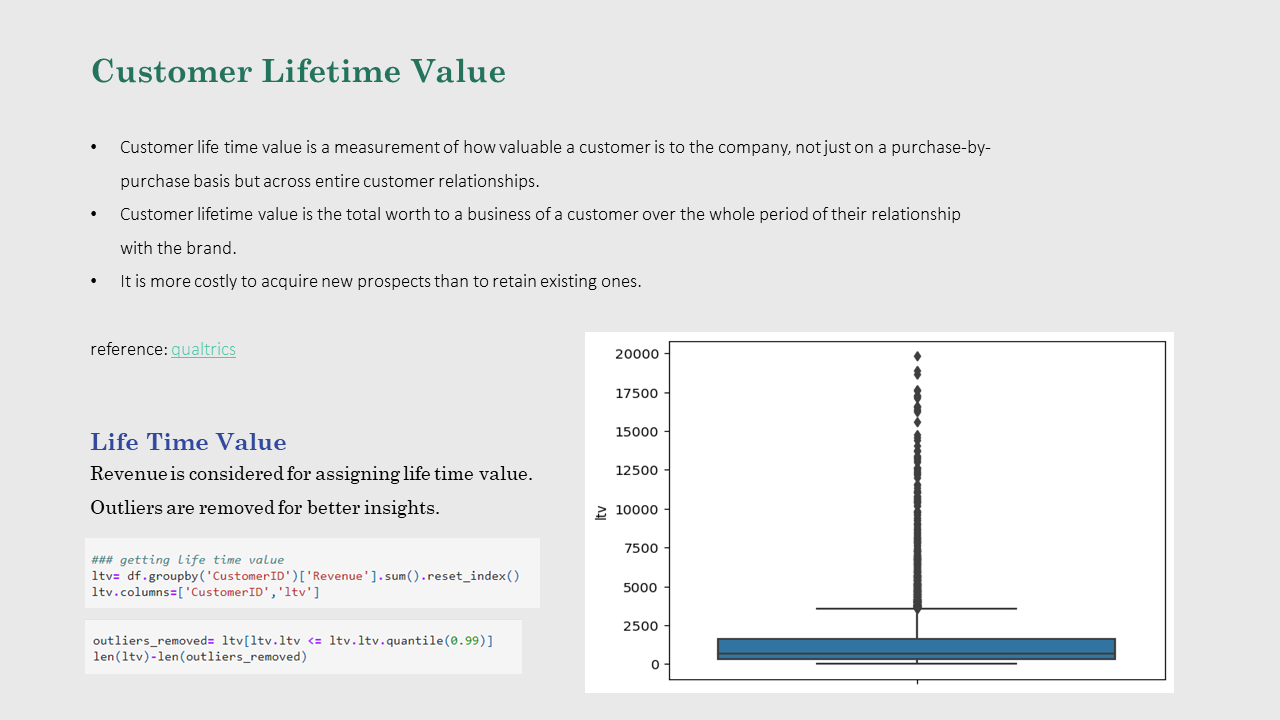 Customer Lifetime Value
• Customer life time value is a measurement of how valuable a customer is to the company, not just on a purchase-by-
purchase basis but across entire customer relationships.
• Customer lifetime value is the total worth to a business of a customer over the whole period of their relationship
with the brand.
• It is more costly to acquire new prospects than to retain existing ones.
reference: qualtrics
Life Time Value
Revenue is considered for assigning life time value.
Outliers are removed for better insights.
### getting life time value
ltv= df.groupby('CustomerID')['Revenue'].sum().reset_index()
ltv.columns=['CustomerID','ltv']
outliers_removed= ltv[ltv.ltv <= ltv.ltv.quantile(0.99)]
len(ltv)-len(outliers_removed)
20000
17500
15000
12500
10000
7500
5000
2500
0
ltv